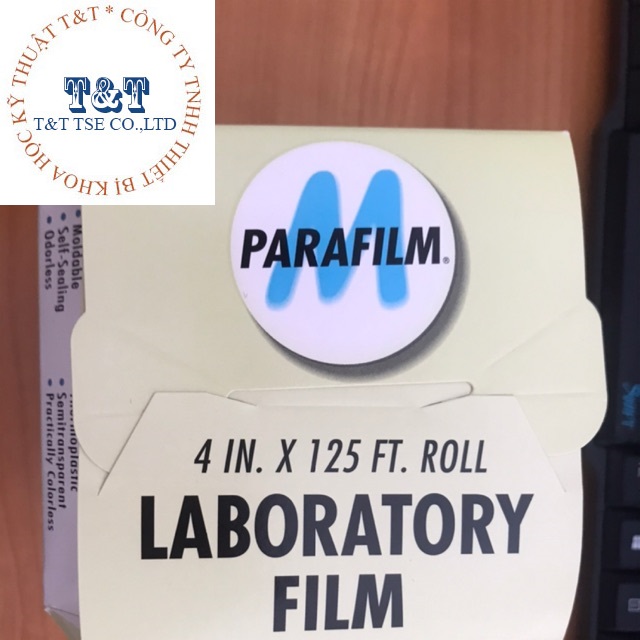 CÔNG TY TNHH THIẾT BỊ KHOA HỌC KỸ THUẬT T&T *
T&T
T&T TSE CO.,LTD
M
PARAFILM®
4 IN. X 125 FT. ROLL
LABORATORY
FILM
• Moldable
• Self-Sealing
• Odorless
• Thermoplastic
• Semitransparent
• Practically Colorless